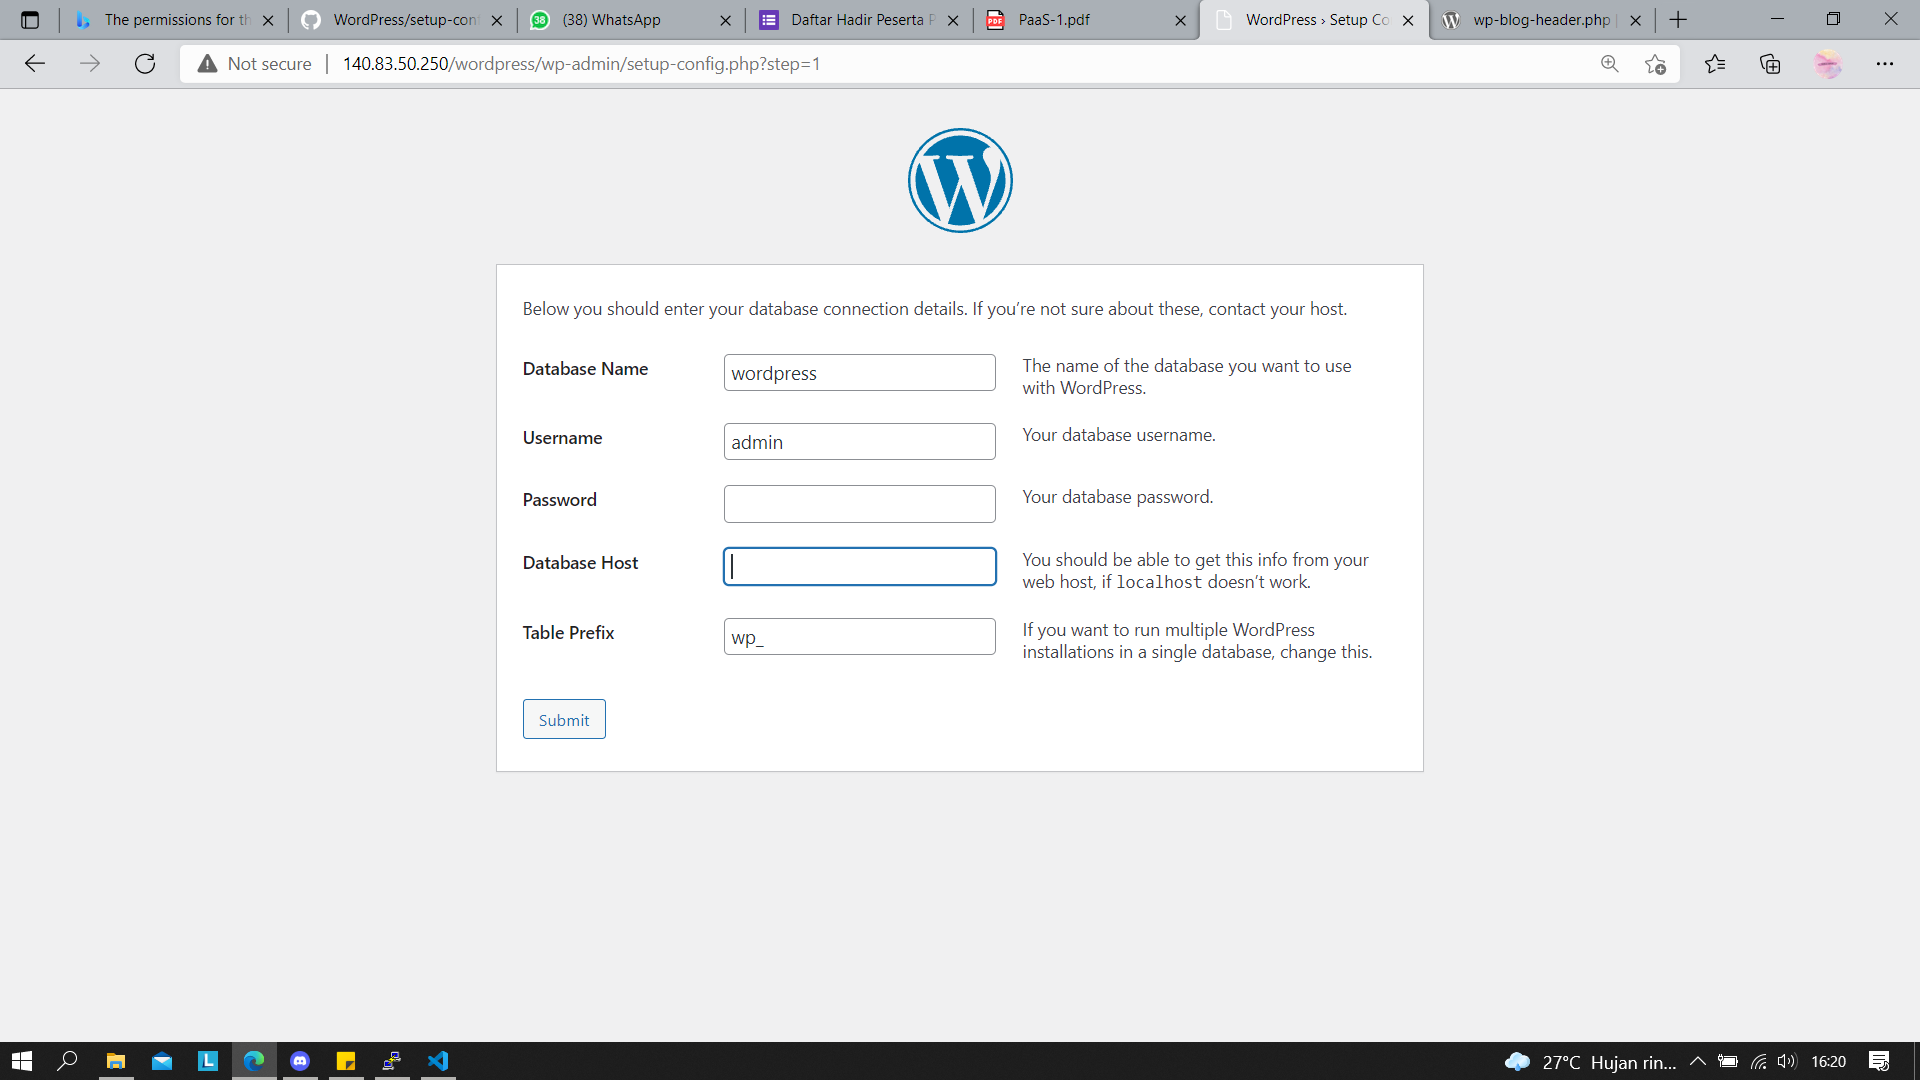 The permissions for th
WordPress/setup-conf
38
(38) WhatsApp
Daftar Hadir Peserta P
PDF
PaaS-1.pdf
WordPress › Setup Co
wp-blog-header.php |
Not secure
140.83.50.250/wordpress/wp-admin/setup-config.php?step=1
Below you should enter your database connection details. If you’re not sure about these, contact your host.
Database Name
wordpress
The name of the database you want to use
with WordPress.
Username
admin
Your database username.
Password
Your database password.
Database Host
You should be able to get this info from your
web host, if localhost doesn’t work.
Table Prefix
wp_
If you want to run multiple WordPress
installations in a single database, change this.
Submit
L
27°C Hujan rin...
16:20